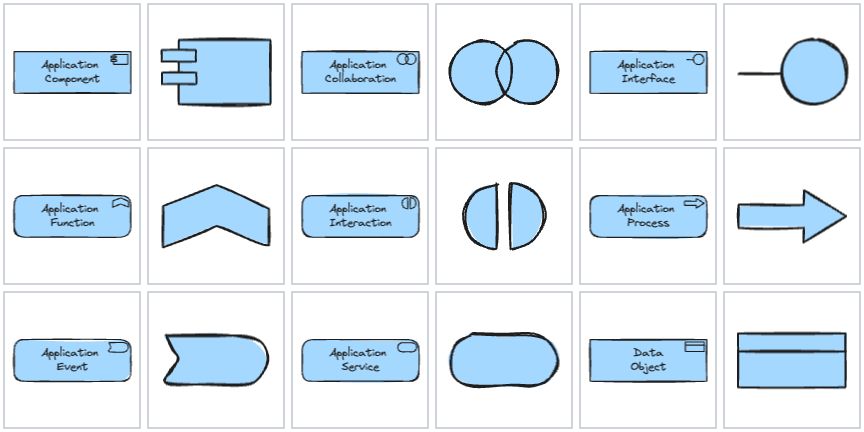 Application
Component
Application
Collaboration
Application
Interface
Application
Function
Application
Interaction
Application
Process
Application
Event
Application
Service
Data
Object